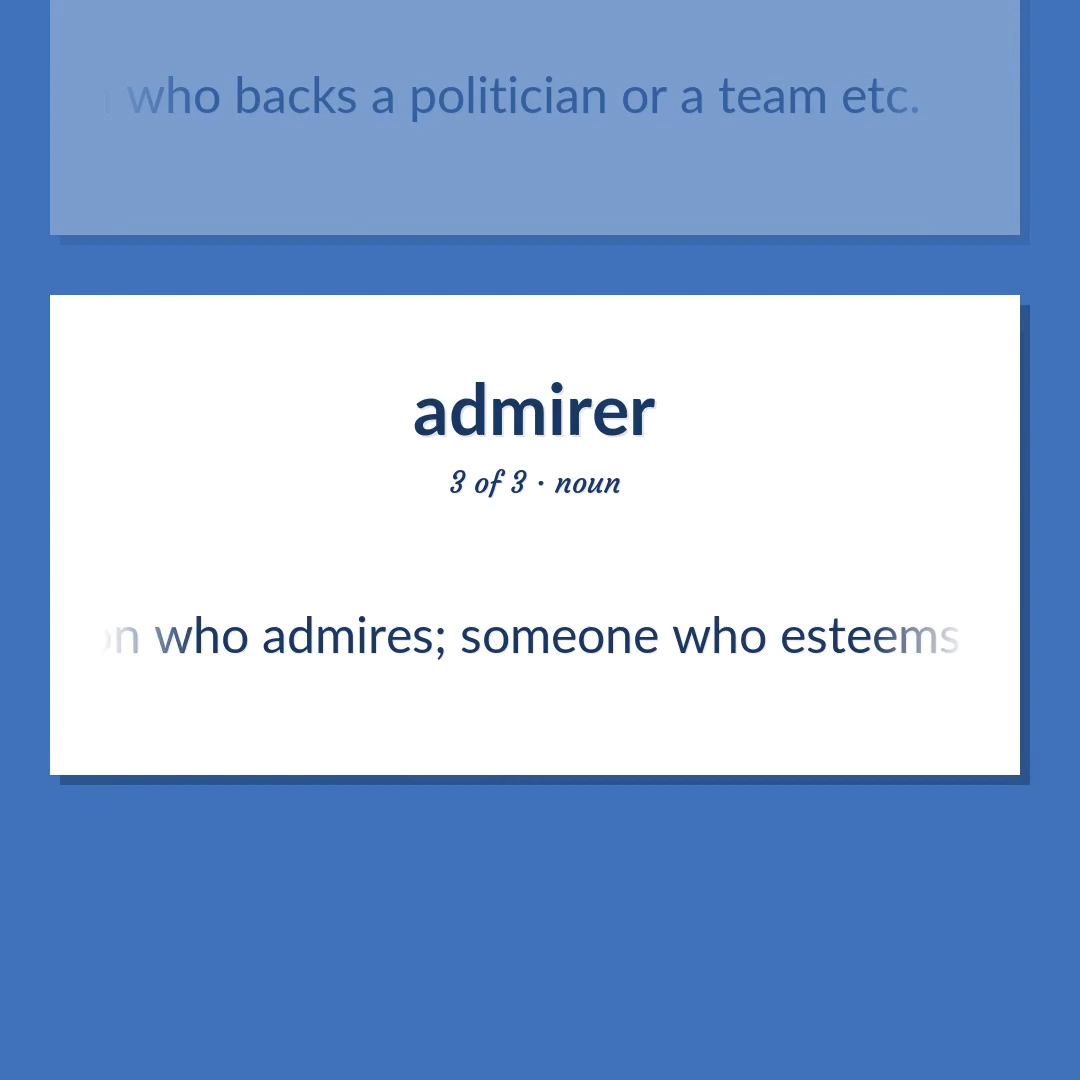 who backs a politician or a team etc.
admirer
3 of 3 · noun
who admires; someone who esteems